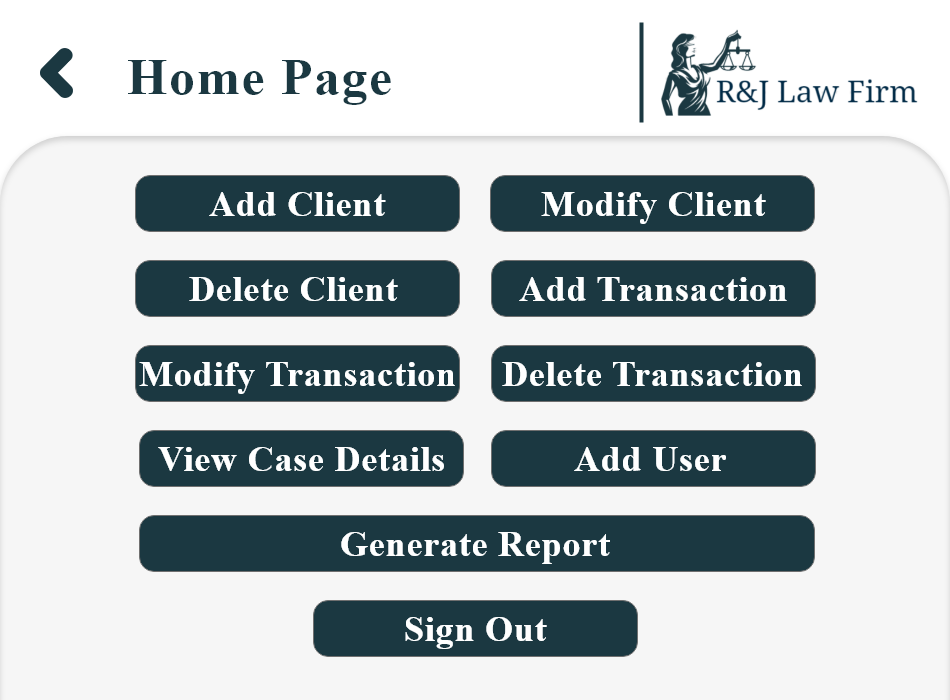 Home Page
R&J Law Firm
Add Client
Modify Client
Delete Client
Add Transaction
Modify Transaction
Delete Transaction
View Case Details
Add User
Generate Report
Sign Out